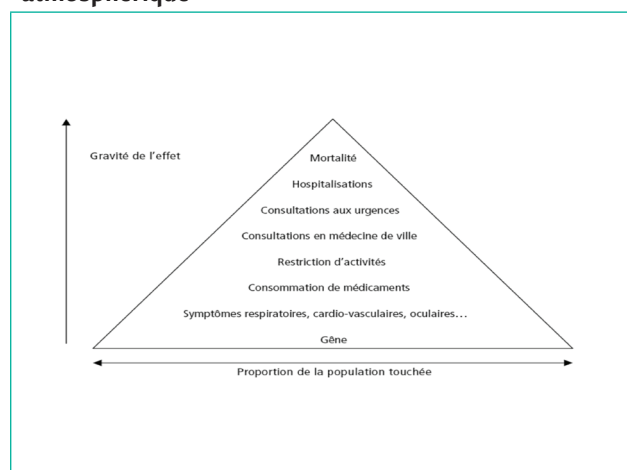 atmosphérique
Gravité de l'effet
Mortalité
Hospitalisations
Consultations aux urgences
Consultations en médecine de ville
Restriction d'activités
Consommation de médicaments
Symptômes respiratoires, cardio-vasculaires, oculaires...
Gêne
Proportion de la population touchée